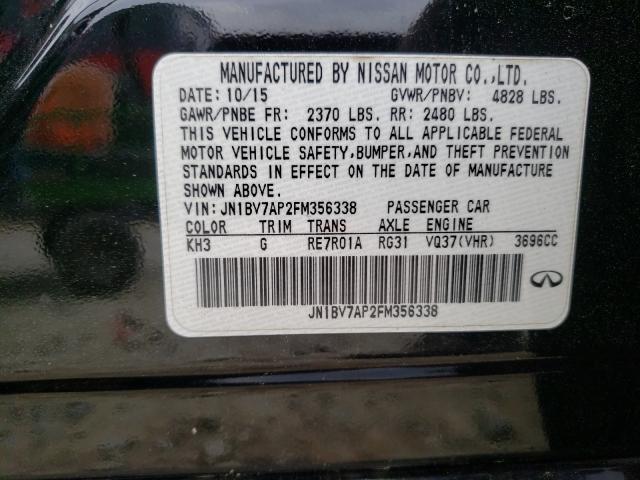 MANUFACTURED BY NISSAN MOTOR CO.,LTD.
DATE: 10/15 GVWR/PNBV: 4828 LBS.
GAWR/PNBE FR: 2370 LBS. RR: 2480 LBS.
THIS VEHICLE CONFORMS TO ALL APPLICABLE FEDERAL
MOTOR VEHICLE SAFETY,BUMPER,AND THEFT PREVENTION
STANDARDS IN EFFECT ON THE DATE OF MANUFACTURE
SHOWN ABOVE.
VIN: JN1BV7AP2FM356338 PASSENGER CAR
COLOR TRIM TRANS AXLE ENGINE
KH3 G RE7R01A RG31 VQ37(VHR) 3696CC
JN1BV7AP2FM356338